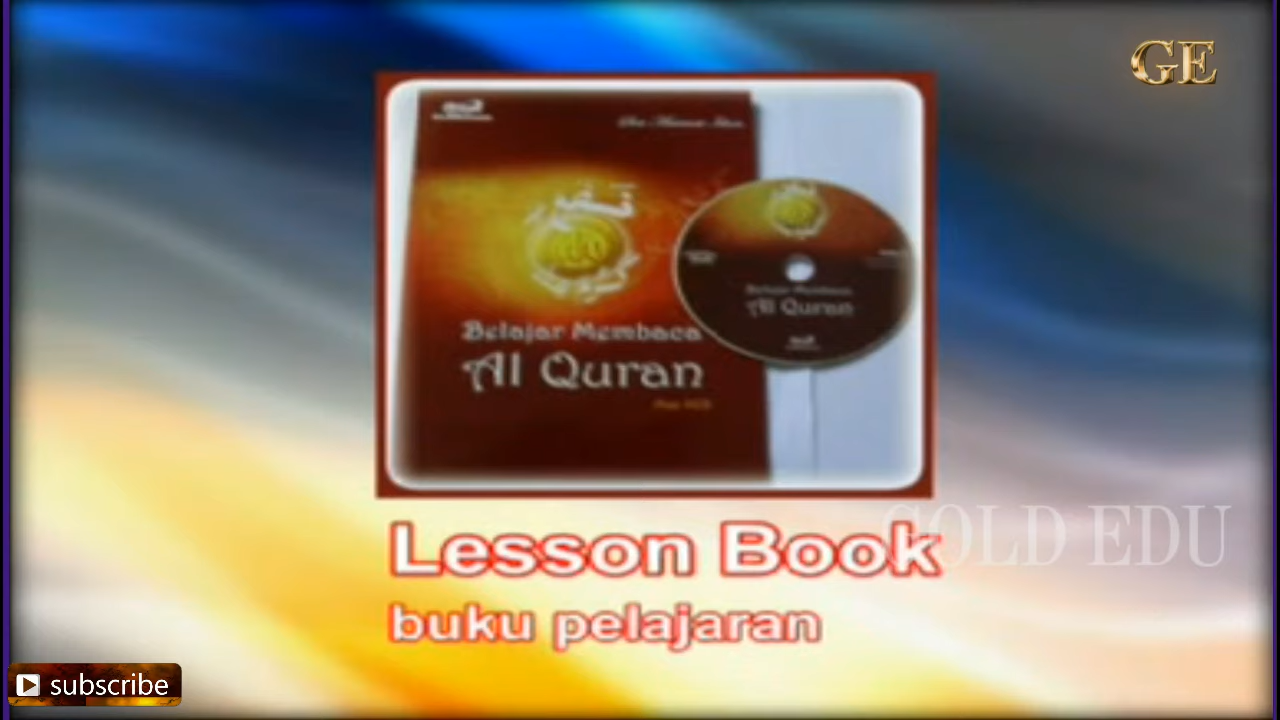 GE
Belajar Membaca
Al Quran
Belajar Membaca
Al Quran
GOLD EDU
Lesson Book
buku pelajaran
subscribe